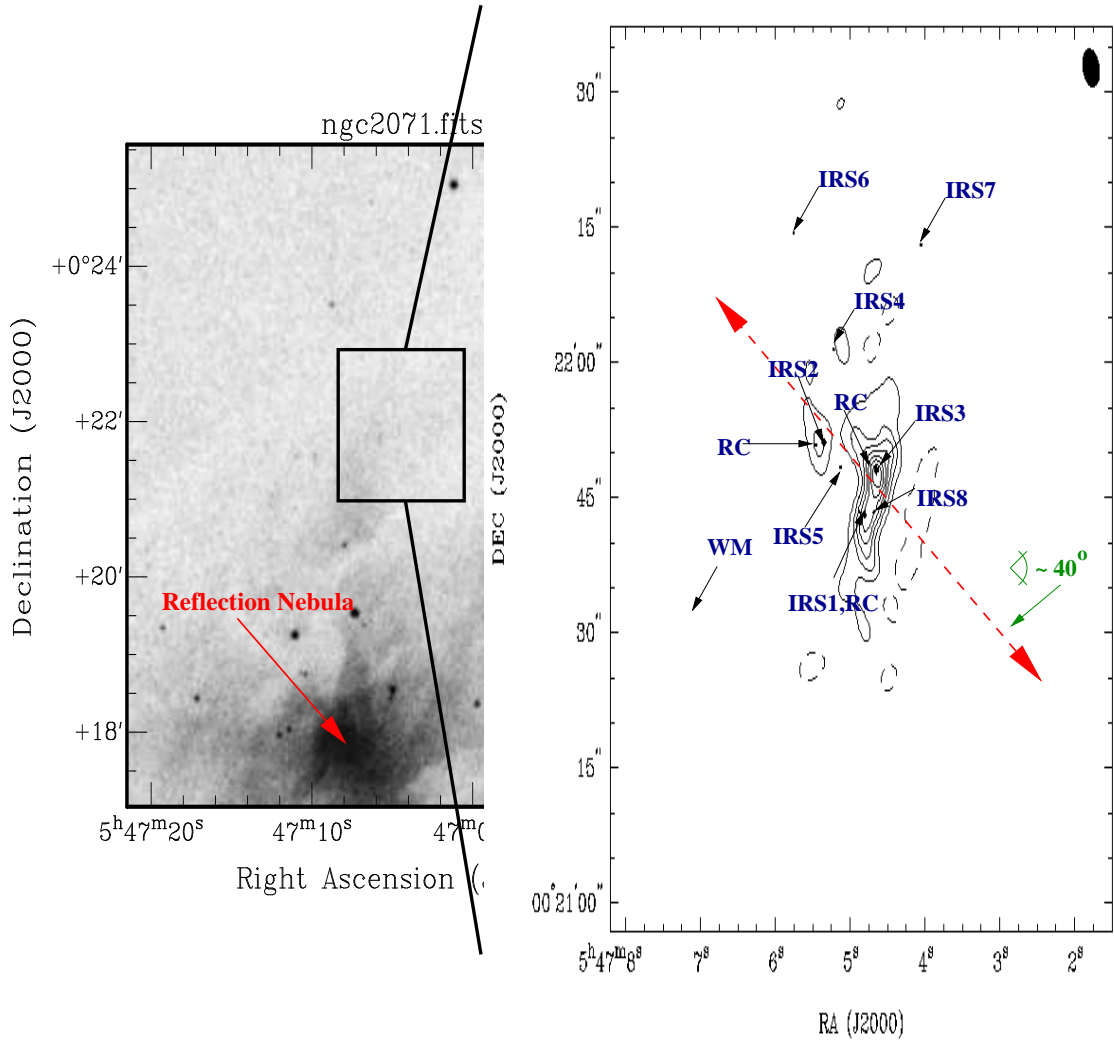 ngc2071.fits
Declination (J2000)
+0°24'
+22'
+20'
+18'
Reflection Nebula
5ʰ47ᵐ20ˢ
47ᵐ10ˢ
47ᵐ0
Right Ascension (J
DEC (J2000)
30"
15"
22'00"
45"
30"
15"
00°21'00"
IRS6
IRS7
IRS4
IRS2
RC
IRS3
RC
IRS8
IRS5
WM
IRS1,RC
~ 40°
5ʰ47ᵐ8ˢ
7ˢ
6ˢ
5ˢ
4ˢ
3ˢ
2ˢ
RA (J2000)